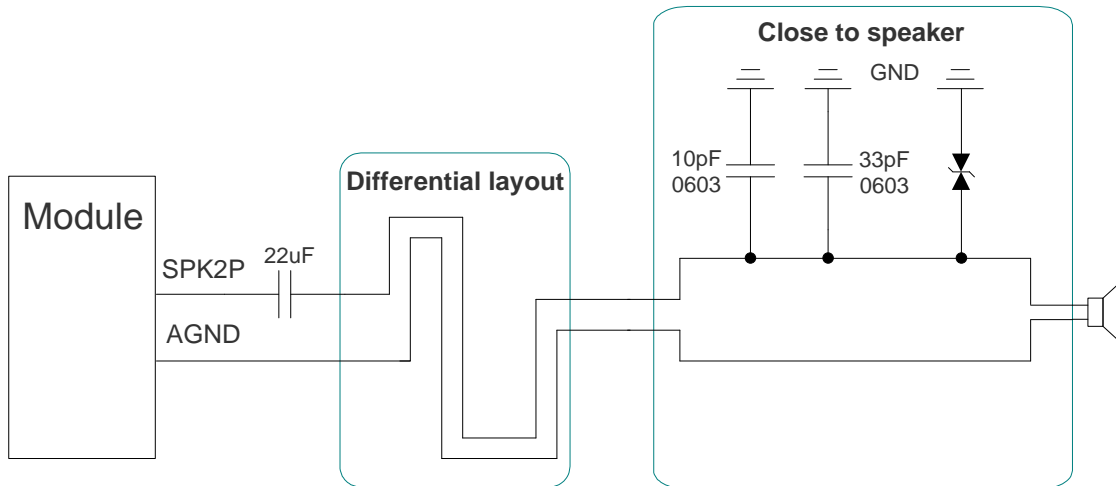 Close to speaker
GND
10pF
0603
33pF
0603
Differential layout
Module
SPK2P
22uF
AGND